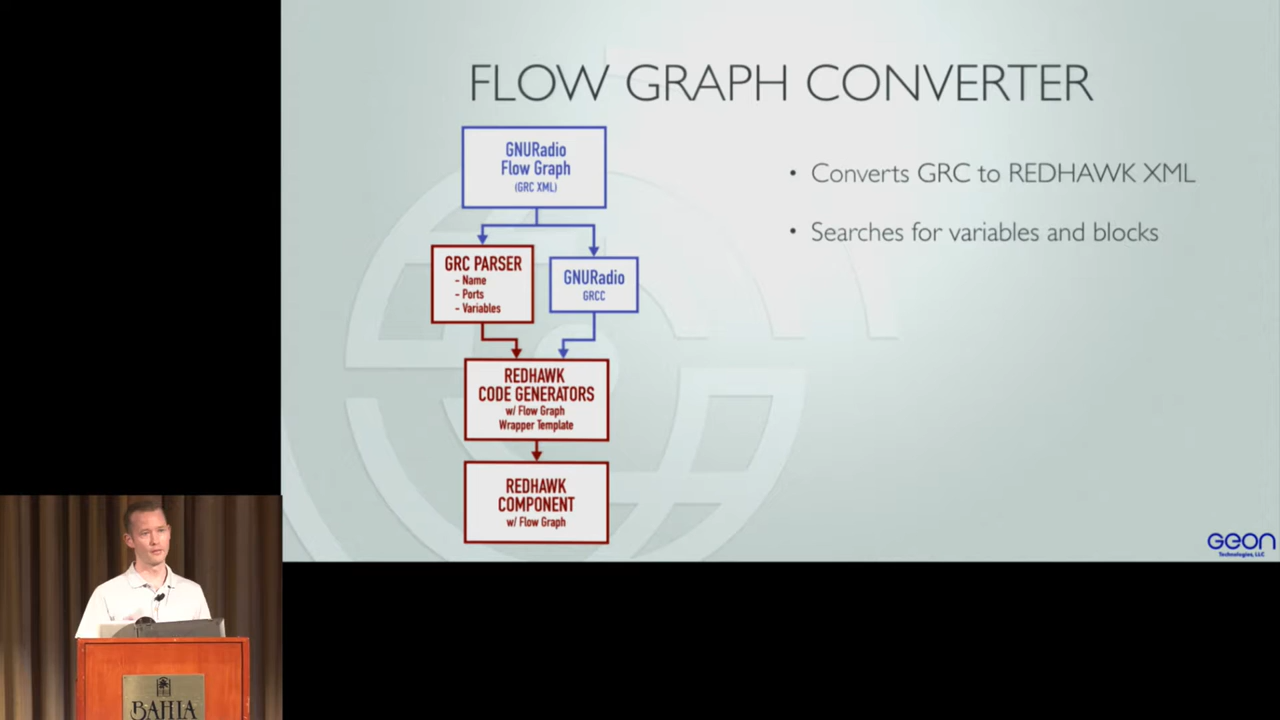 FLOW GRAPH CONVERTER
GNURadio
Flow Graph
(GRC XML)
GRC PARSER
- Name
- Ports
- Variables
GNURadio
GRCC
REDHAWK
CODE GENERATORS
w/ Flow Graph
Wrapper Template
REDHAWK
COMPONENT
w/ Flow Graph
• Converts GRC to REDHAWK XML
• Searches for variables and blocks
GEON
Technologies, LLC
BAHIA